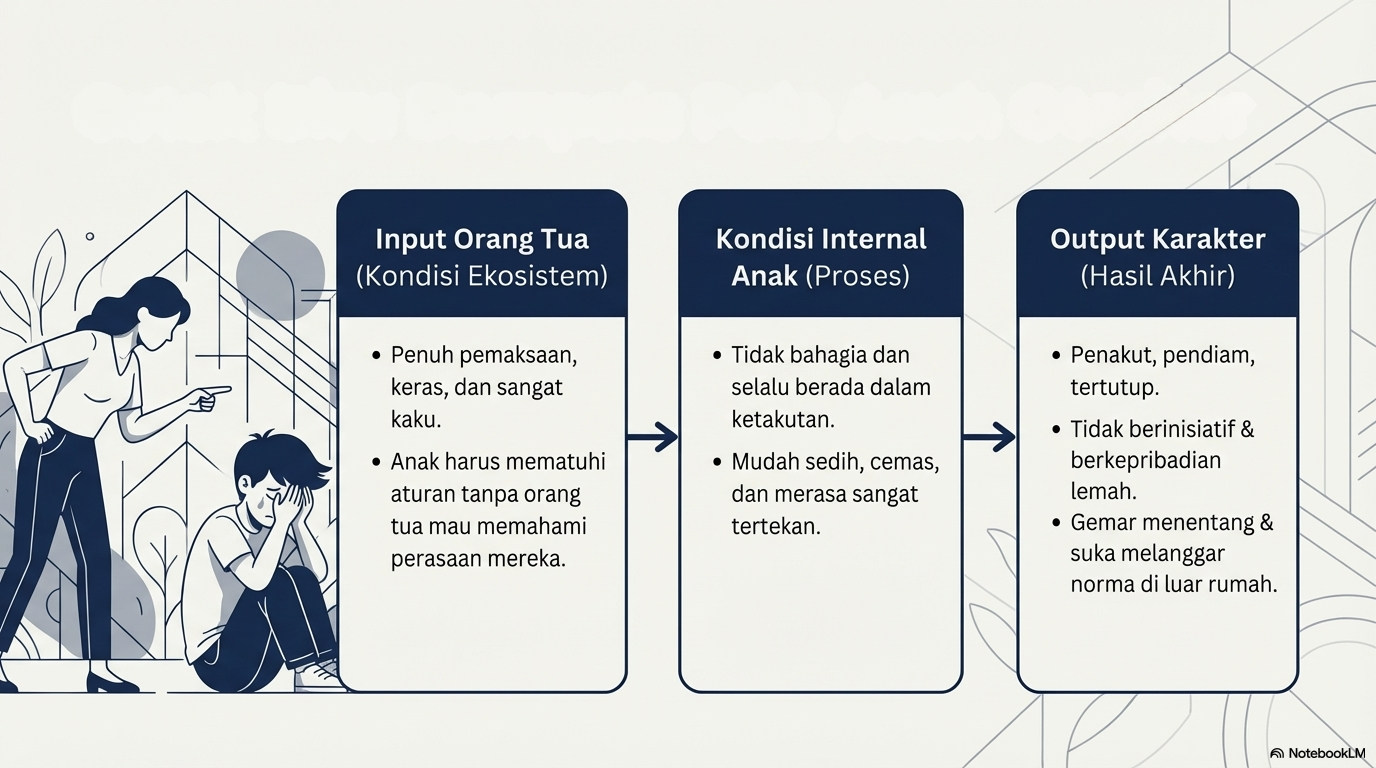 Input Orang Tua
(Kondisi Ekosistem)
• Penuh pemaksaan,
keras, dan sangat
kaku.
• Anak harus mematuhi
aturan tanpa orang
tua mau memahami
perasaan mereka.
Kondisi Internal
Anak (Proses)
• Tidak bahagia dan
selalu berada dalam
ketakutan.
• Mudah sedih, cemas,
dan merasa sangat
tertekan.
Output Karakter
(Hasil Akhir)
• Penakut, pendiam,
tertutup.
• Tidak berinisiatif &
berkepribadian
lemah.
• Gemar menentang &
suka melanggar
norma di luar rumah.
NotebookLM